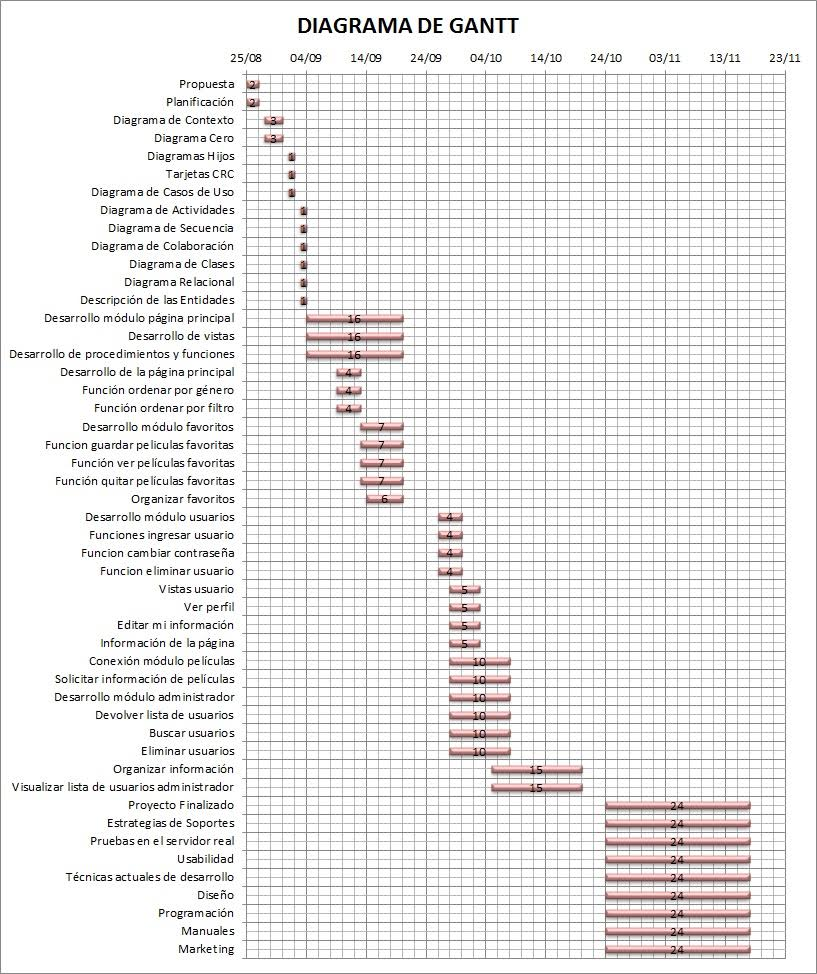 DIAGRAMA DE GANTT
25/08 04/09 14/09 24/09 04/10 14/10 24/10 03/11 13/11 23/11
Propuesta 2
Planificación 2
Diagrama de Contexto 3
Diagrama Cero 3
Diagramas Hijos 1
Tarjetas CRC 1
Diagrama de Casos de Uso 1
Diagrama de Actividades 1
Diagrama de Secuencia 1
Diagrama de Colaboración 1
Diagrama de Clases 1
Diagrama Relacional 1
Descripción de las Entidades 1
Desarrollo módulo página principal 16
Desarrollo de vistas 16
Desarrollo de procedimientos y funciones 16
Desarrollo de la página principal 4
Función ordenar por género 4
Función ordenar por filtro 4
Desarrollo módulo favoritos 7
Funcion guardar peliculas favoritas 7
Función ver películas favoritas 7
Función quitar películas favoritas 7
Organizar favoritos 6
Desarrollo módulo usuarios 4
Funciones ingresar usuario 4
Funcion cambiar contraseña 4
Funcion eliminar usuario 4
Vistas usuario 5
Ver perfil 5
Editar mi información 5
Información de la página 5
Conexión módulo películas 10
Solicitar información de películas 10
Desarrollo módulo administrador 10
Devolver lista de usuarios 10
Buscar usuarios 10
Eliminar usuarios 10
Organizar información 15
Visualizar lista de usuarios administrador 15
Proyecto Finalizado 24
Estrategias de Soportes 24
Pruebas en el servidor real 24
Usabilidad 24
Técnicas actuales de desarrollo 24
Diseño 24
Programación 24
Manuales 24
Marketing 24